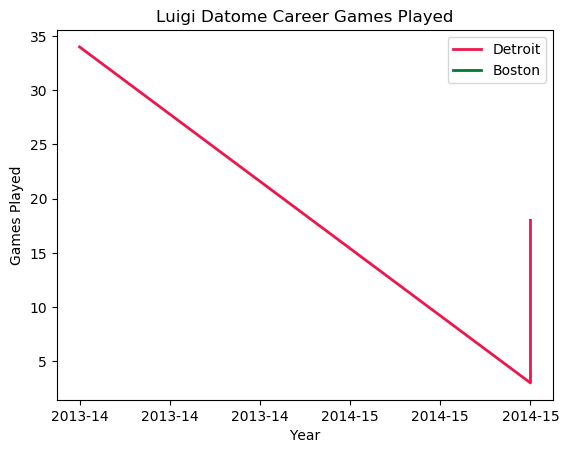 Luigi Datome Career Games Played
35
30
25
20
15
10
5
Games Played
Detroit
Boston
2013-14 2013-14 2013-14 2014-15 2014-15 2014-15
Year